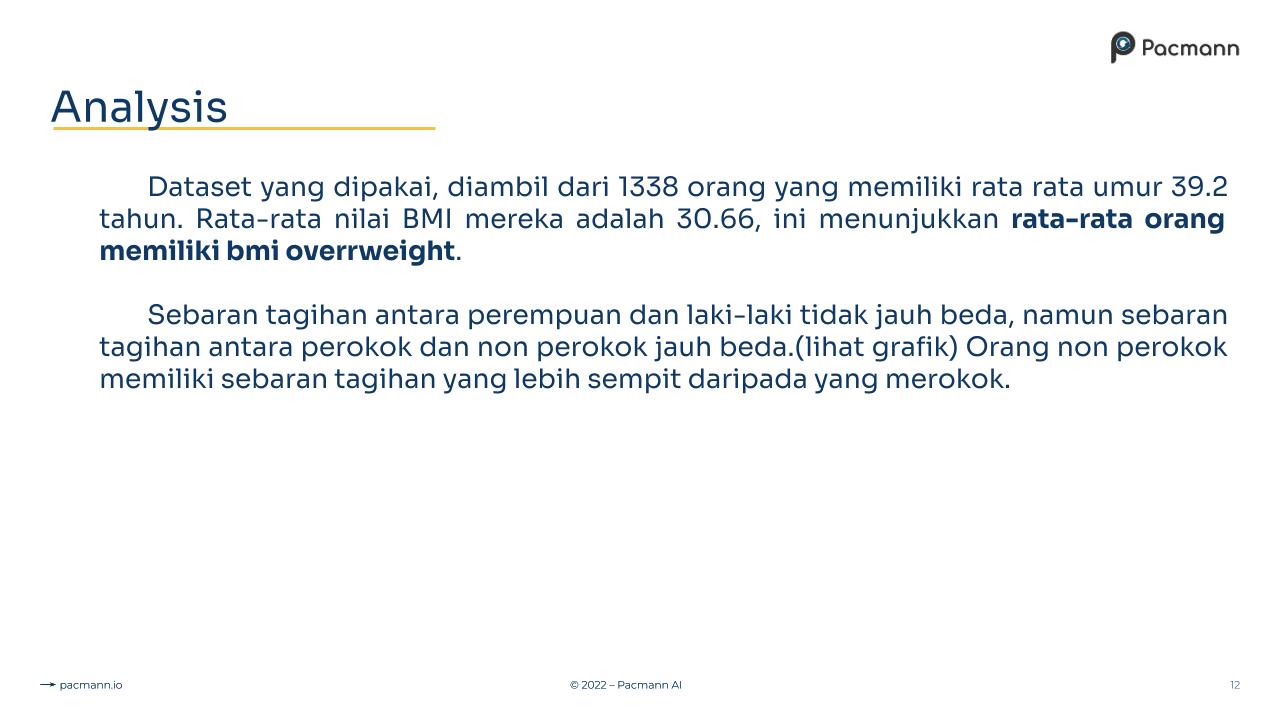 Pacmann
Analysis
Dataset yang dipakai, diambil dari 1338 orang yang memiliki rata rata umur 39.2
tahun. Rata-rata nilai BMI mereka adalah 30.66, ini menunjukkan rata-rata orang
memiliki bmi overrweight.
Sebaran tagihan antara perempuan dan laki-laki tidak jauh beda, namun sebaran
tagihan antara perokok dan non perokok jauh beda.(lihat grafik) Orang non perokok
memiliki sebaran tagihan yang lebih sempit daripada yang merokok.
pacmann.io
© 2022 – Pacmann AI
12